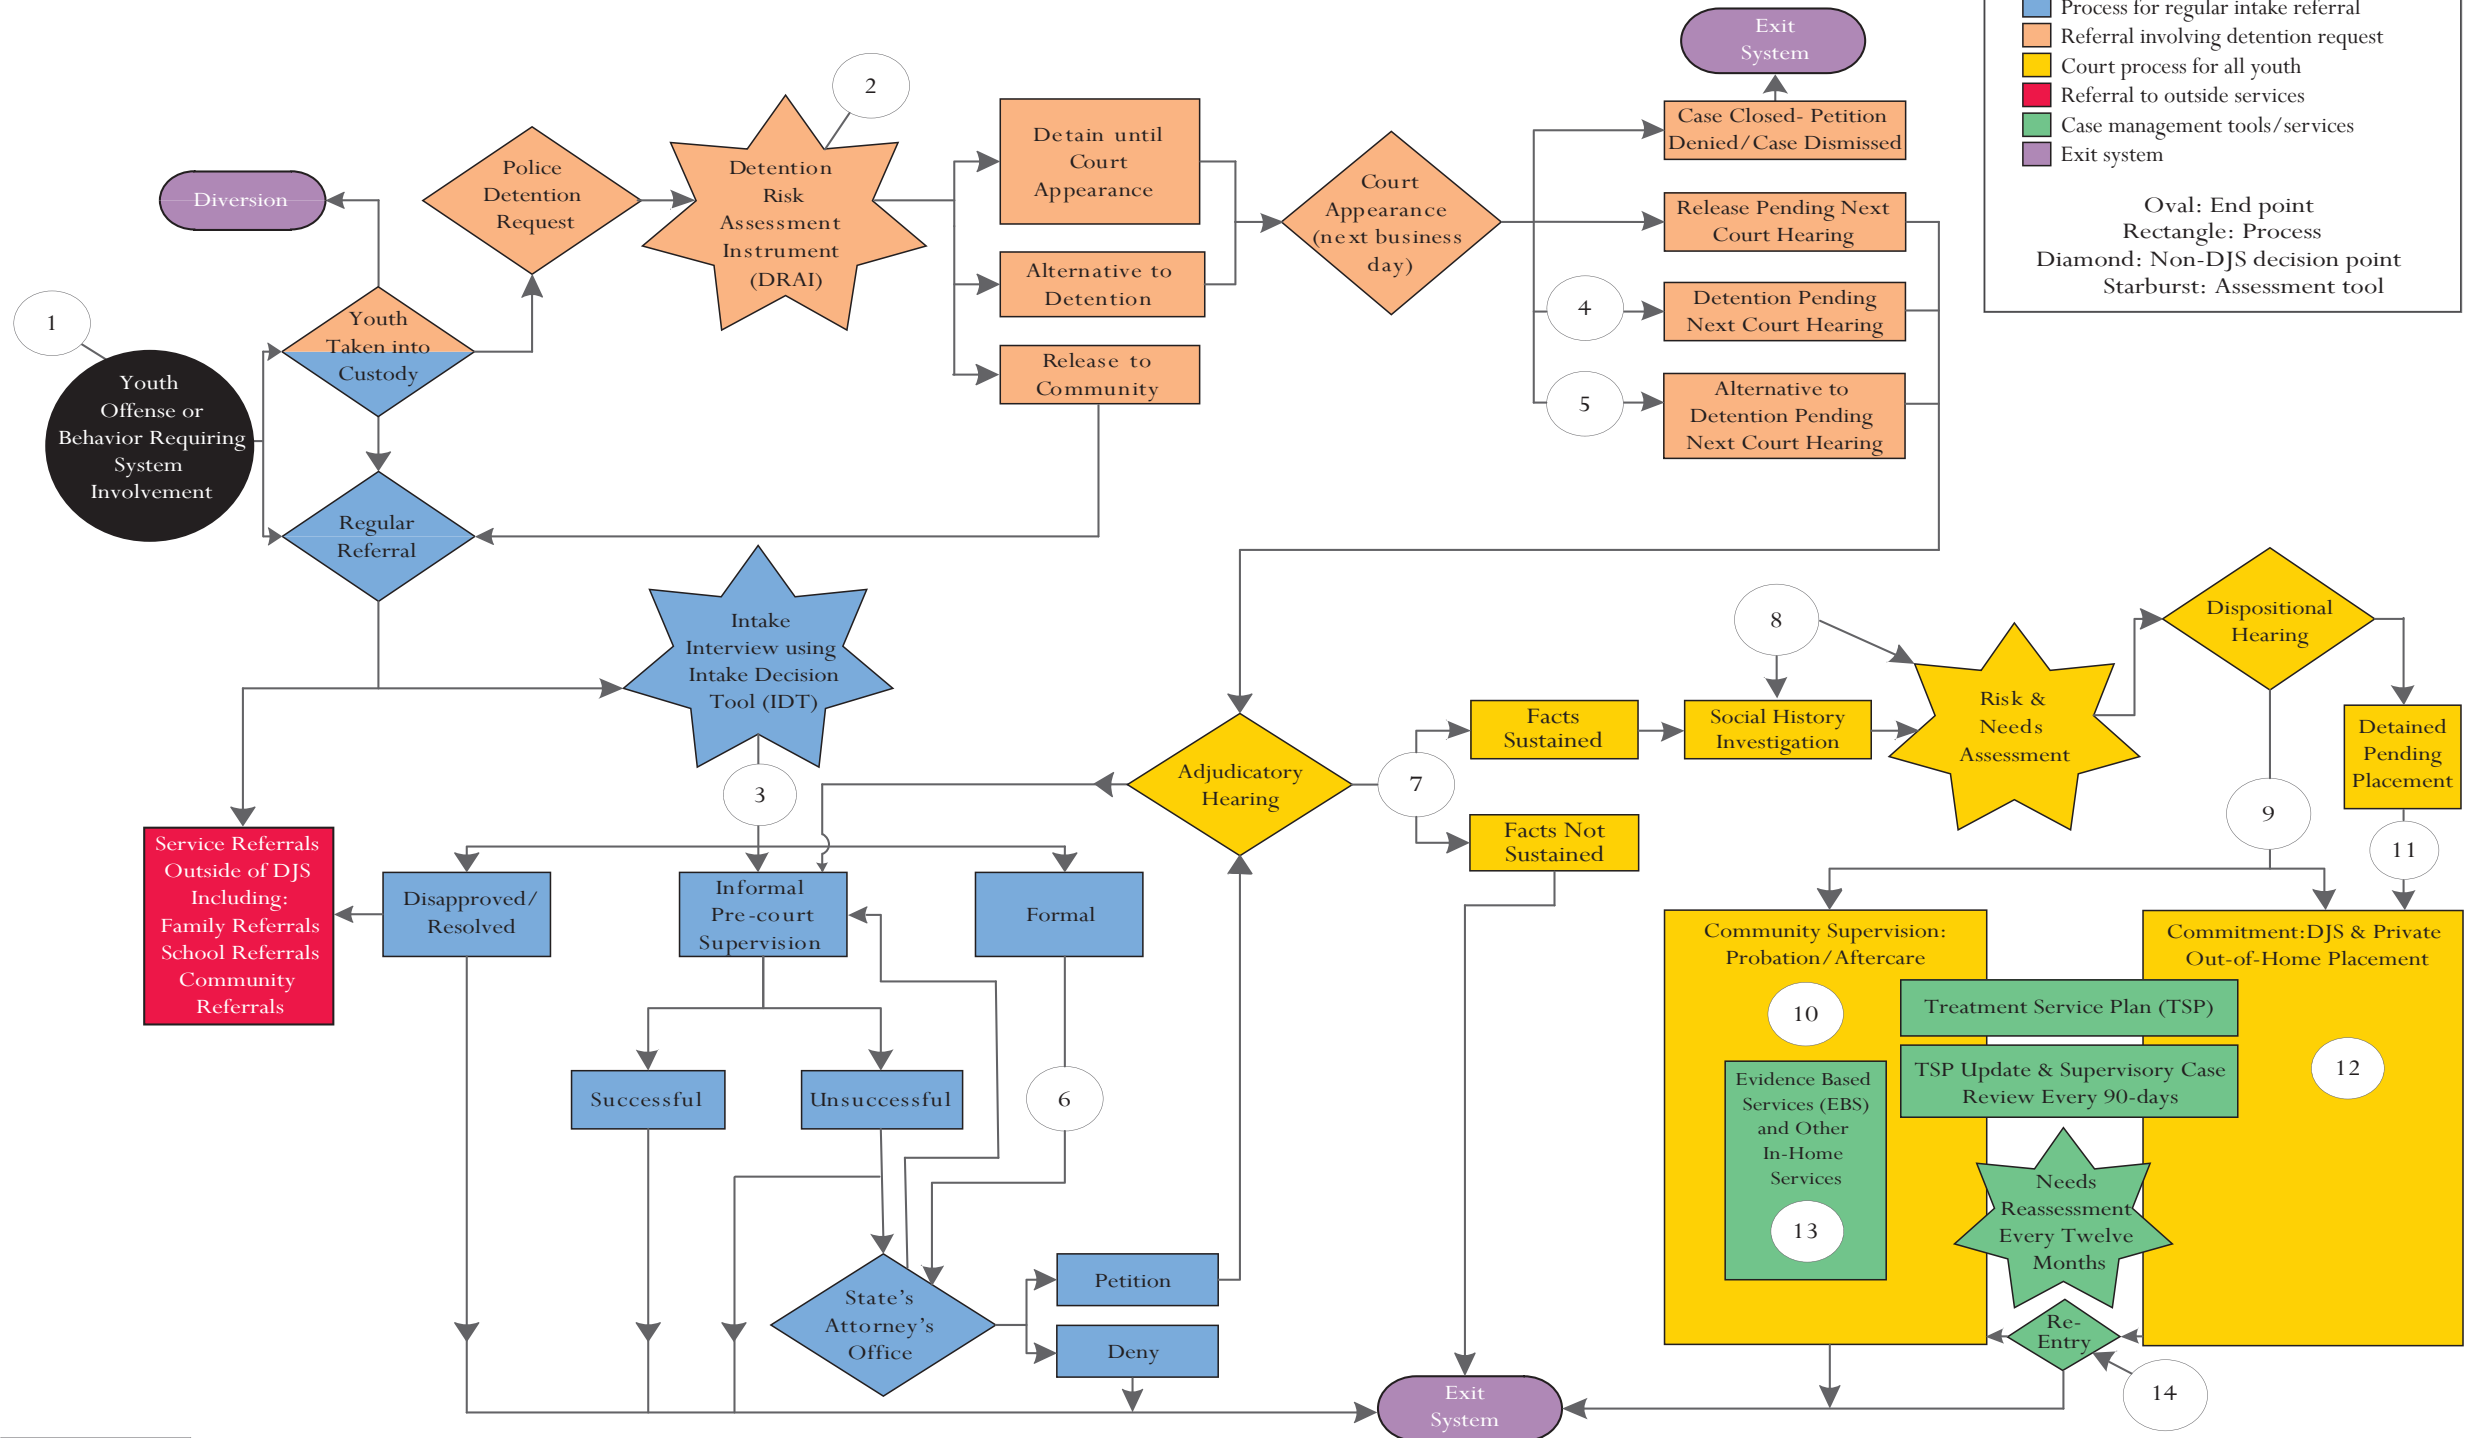 Process for regular intake referral
Referral involving detention request
Court process for all youth
Referral to outside services
Case management tools/services
Exit system
Oval: End point
Rectangle: Process
Diamond: Non-DJS decision point
Starburst: Assessment tool
Exit
System
2
Case Closed- Petition
Denied/Case Dismissed
Detain until
Court
Appearance
Police
Detention
Request
Detention
Risk
Assessment
Instrument
(DRAI)
Diversion
Court
Appearance
(next business
day)
Release Pending Next
Court Hearing
Alternative to
Detention
4
Detention Pending
Next Court Hearing
1
Youth
Taken into
Custody
Release to
Community
5
Alternative to
Detention Pending
Next Court Hearing
Youth
Offense or
Behavior Requiring
System
Involvement
Regular
Referral
Intake
Interview using
Intake Decision
Tool (IDT)
3
8
Dispositional
Hearing
Facts
Sustained
Social History
Investigation
Risk &
Needs
Assessment
Detained
Pending
Placement
Adjudicatory
Hearing
7
9
Facts Not
Sustained
11
Service Referrals
Outside of DJS
Including:
Family Referrals
School Referrals
Community
Referrals
Disapproved/
Resolved
Informal
Pre-court
Supervision
Formal
Community Supervision:
Probation/Aftercare
Commitment:DJS & Private
Out-of-Home Placement
10
Treatment Service Plan (TSP)
12
TSP Update & Supervisory Case
Review Every 90-days
Evidence Based
Services (EBS)
and Other
In-Home
Services
13
Successful
Unsuccessful
6
Needs
Reassessment
Every Twelve
Months
State's
Attorney's
Office
Petition
Deny
Re-
Entry
14
Exit
System